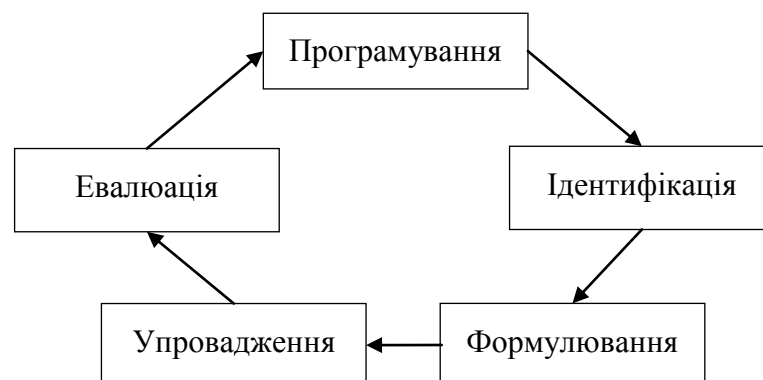 Програмування
Евалюація
Ідентифікація
Упровадження
Формулювання